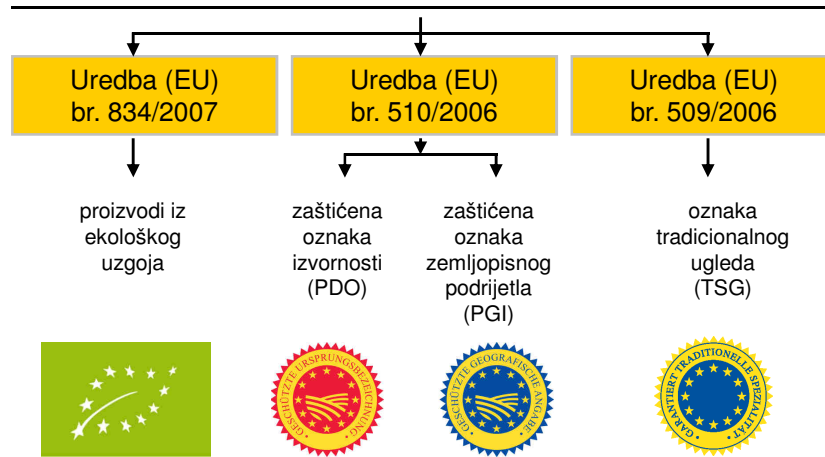 Uredba (EU)
br. 834/2007
Uredba (EU)
br. 510/2006
Uredba (EU)
br. 509/2006
proizvodi iz
ekološkog
uzgoja
zaštićena
oznaka
izvornosti
(PDO)
zaštićena
oznaka
zemljopisnog
podrijetla
(PGI)
oznaka
tradicionalnog
ugleda
(TSG)
GESCHÜTZTE URSPRUNGSBEZEICHNUNG
GESCHÜTZTE GEOGRAFISCHE ANGABE
GARANTIERT TRADITIONELLE SPEZIALITÄT